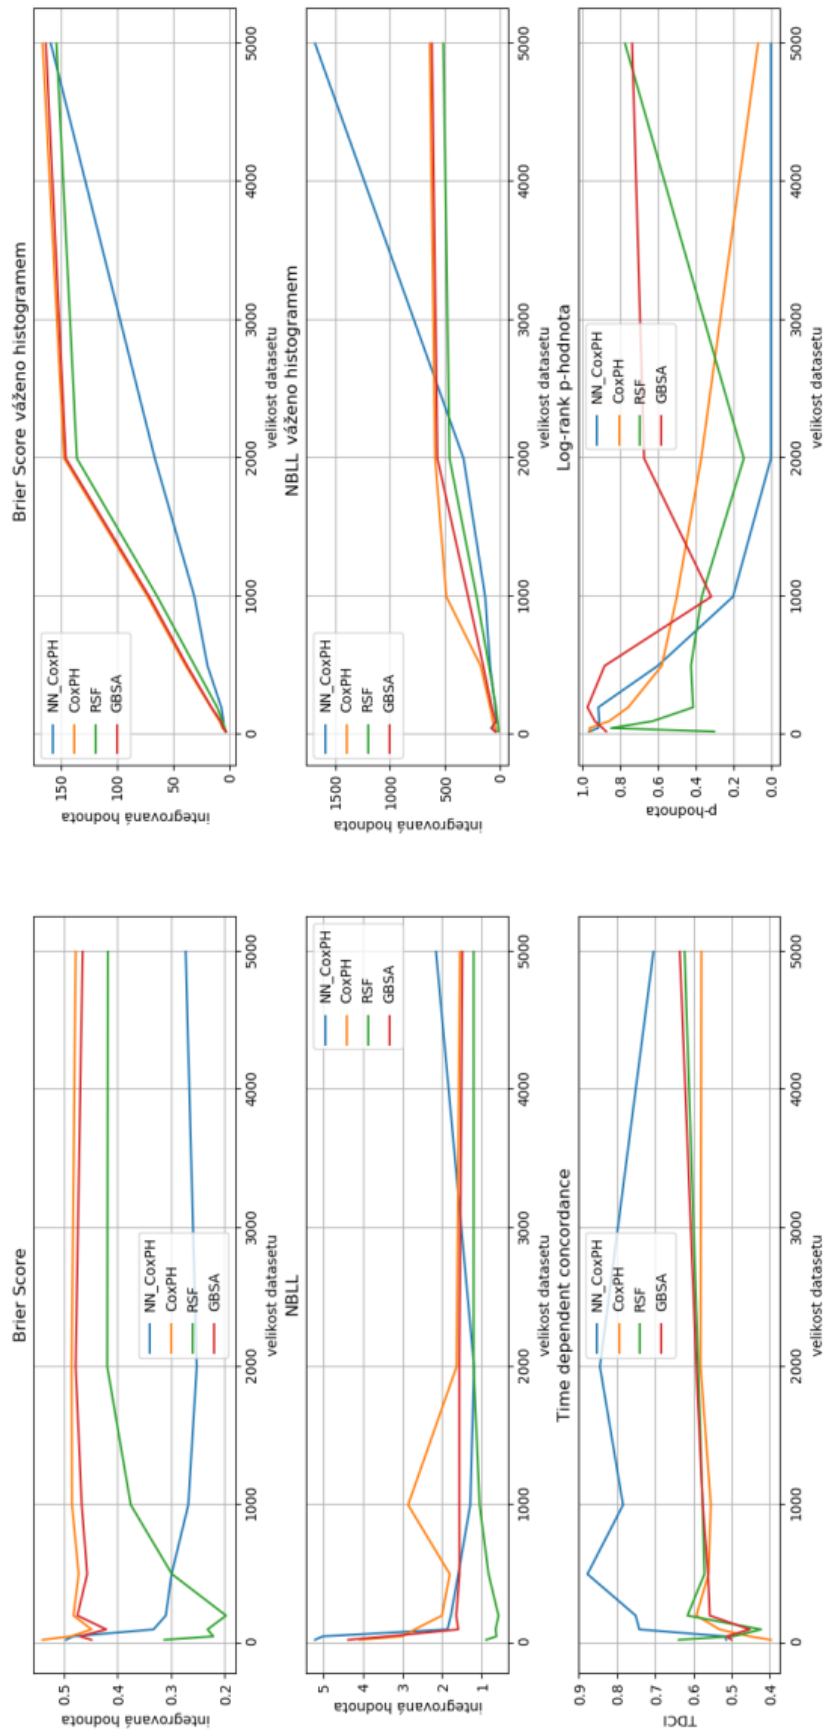 Brier Score
integrovaná hodnota
0.5
0.4
0.3
0.2
NN_CoxPH
CoxPH
RSF
GBSA
0 1000 2000 3000 4000 5000
velikost datasetu
Brier Score váženo histogramem
integrovaná hodnota
150
100
50
0
NN_CoxPH
CoxPH
RSF
GBSA
0 1000 2000 3000 4000 5000
velikost datasetu
NBLL
integrovaná hodnota
5
4
3
2
1
NN_CoxPH
CoxPH
RSF
GBSA
0 1000 2000 3000 4000 5000
velikost datasetu
NBLL váženo histogramem
integrovaná hodnota
1500
1000
500
0
NN_CoxPH
CoxPH
RSF
GBSA
0 1000 2000 3000 4000 5000
velikost datasetu
Time dependent concordance
TDCI
0.9
0.8
0.7
0.6
0.5
0.4
NN_CoxPH
CoxPH
RSF
GBSA
0 1000 2000 3000 4000 5000
velikost datasetu
Log-rank p-hodnota
p-hodnota
1.0
0.8
0.6
0.4
0.2
0.0
NN_CoxPH
CoxPH
RSF
GBSA
0 1000 2000 3000 4000 5000
velikost datasetu